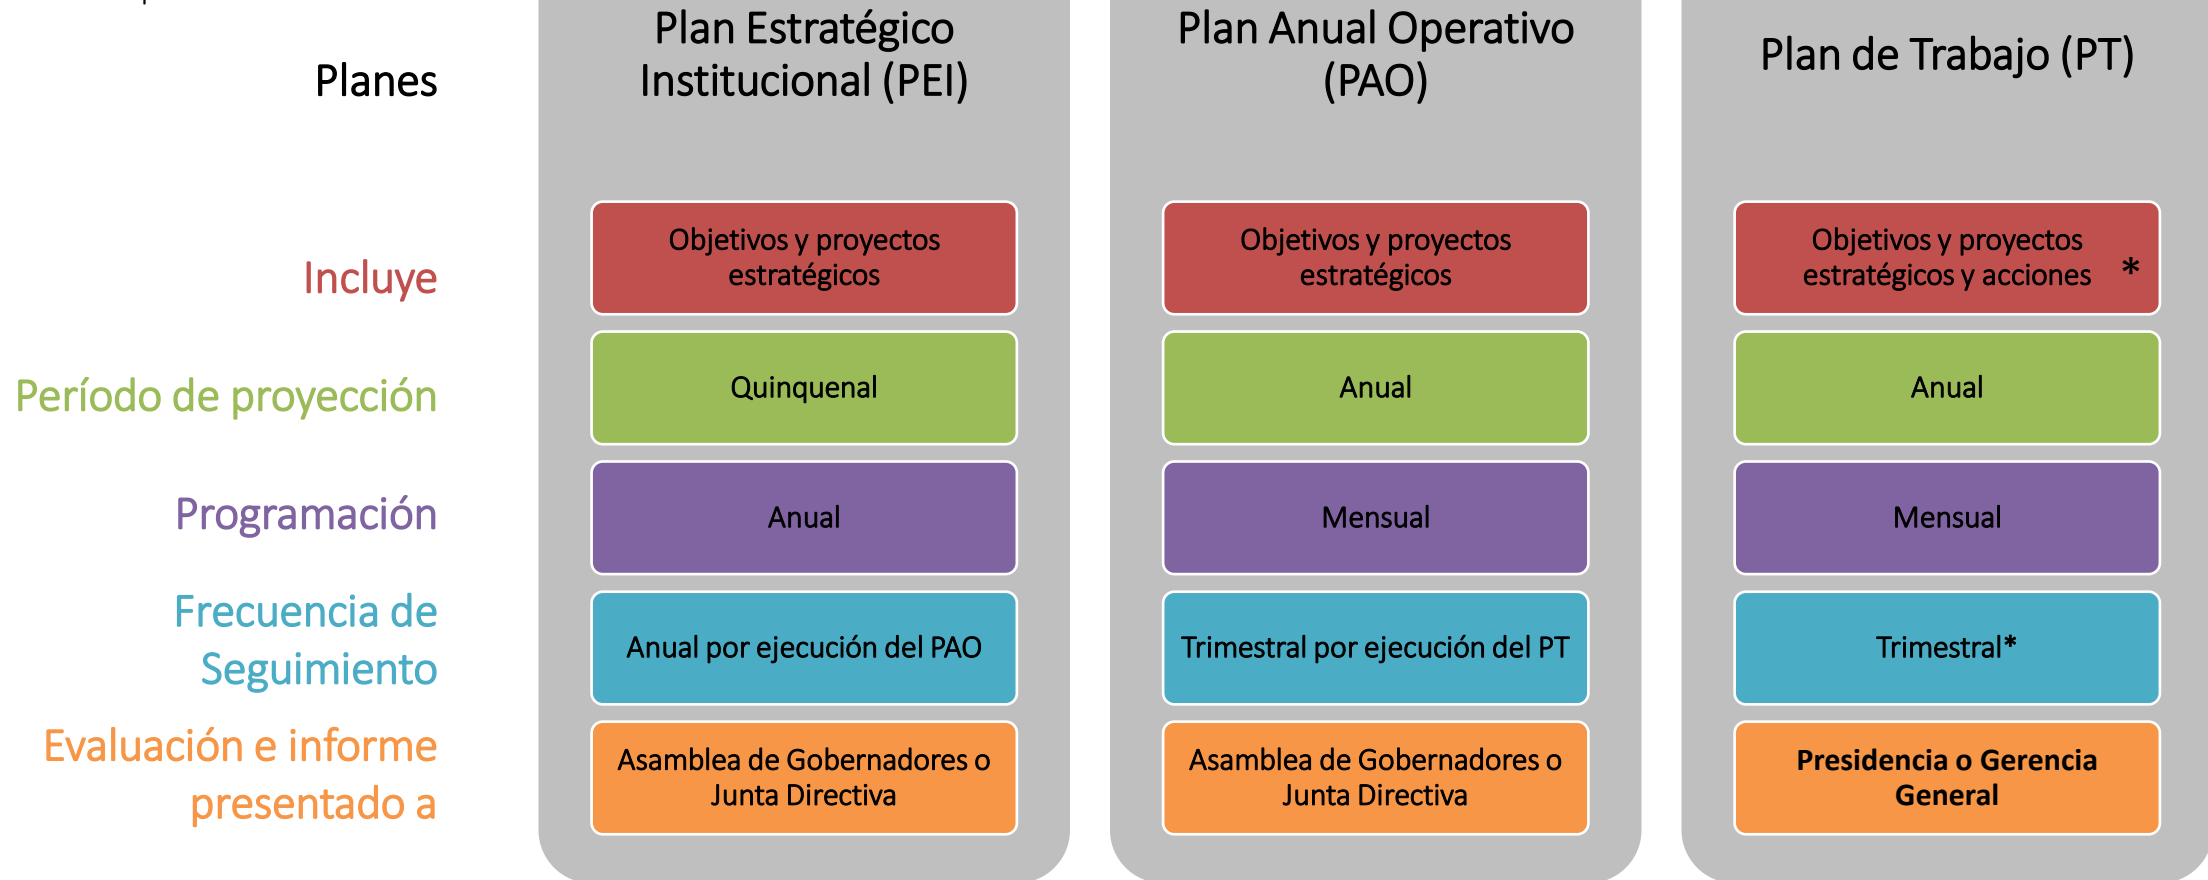 Planes
Plan Estratégico
Institucional (PEI)
Plan Anual Operativo
(PAO)
Plan de Trabajo (PT)
Incluye
Objetivos y proyectos
estratégicos
Objetivos y proyectos
estratégicos
Objetivos y proyectos
estratégicos y acciones *
Período de proyección
Quinquenal
Anual
Anual
Programación
Anual
Mensual
Mensual
Frecuencia de
Seguimiento
Anual por ejecución del PAO
Trimestral por ejecución del PT
Trimestral*
Evaluación e informe
presentado a
Asamblea de Gobernadores o
Junta Directiva
Asamblea de Gobernadores o
Junta Directiva
Presidencia o Gerencia
General